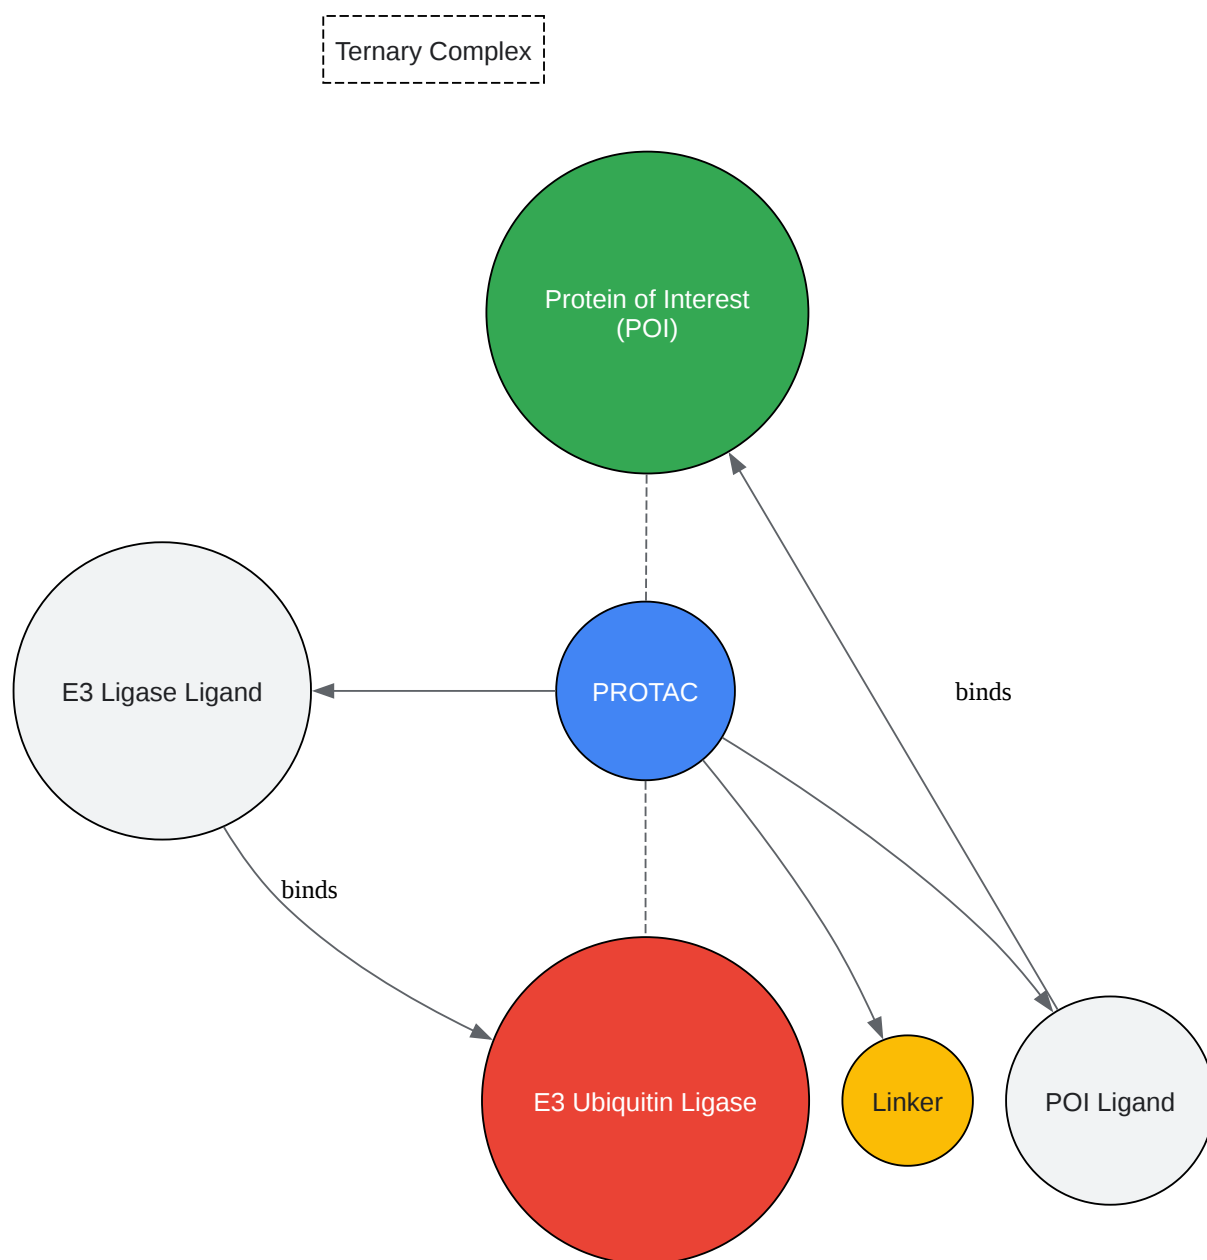 Ternary Complex
Protein of Interest
(POI)
E3 Ligase Ligand
PROTAC
binds
binds
E3 Ubiquitin Ligase
Linker
POI Ligand